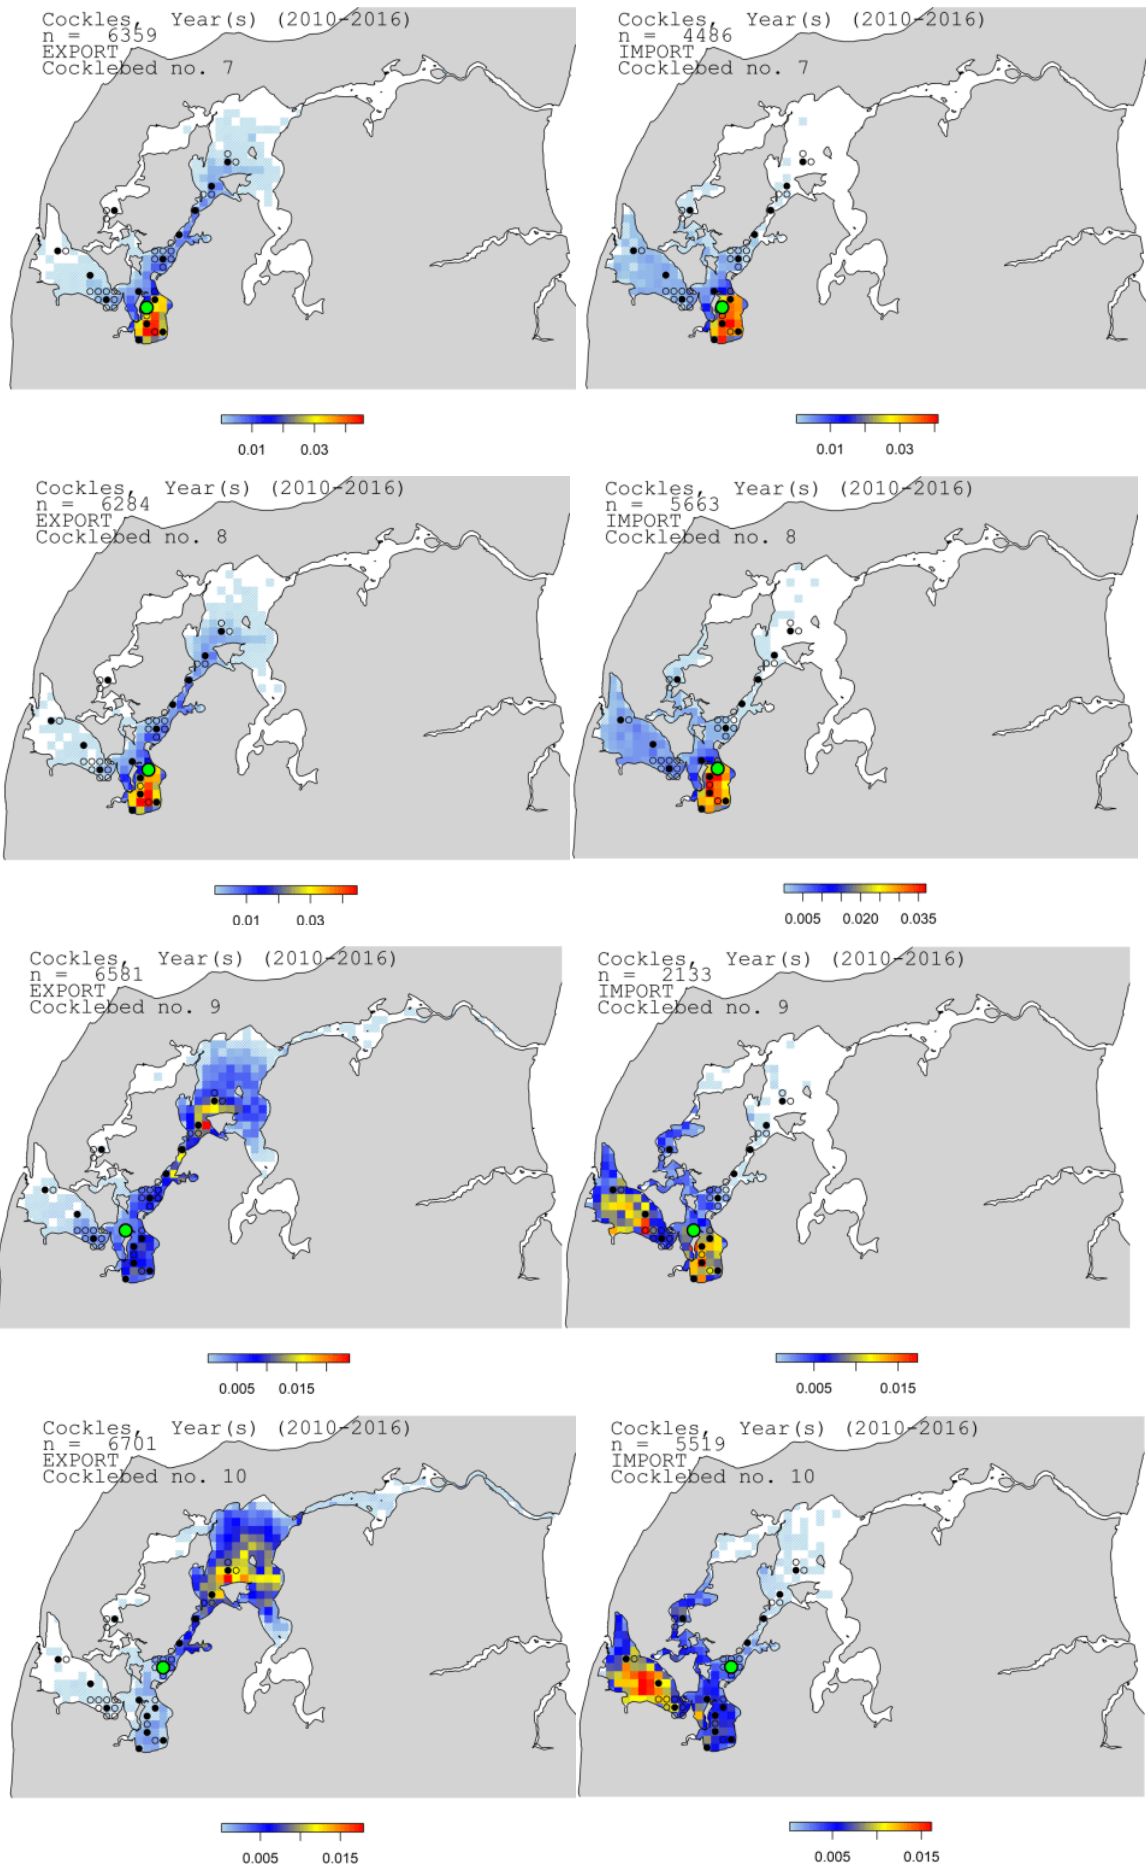 Cockles, Year(s) (2010-2016)
n = 6359
EXPORT
Cocklebed no. 7
0.01 0.03
Cockles, Year(s) (2010-2016)
n = 4486
IMPORT
Cocklebed no. 7
0.01 0.03
Cockles, Year(s) (2010-2016)
n = 6284
EXPORT
Cocklebed no. 8
0.01 0.03
Cockles, Year(s) (2010-2016)
n = 5663
IMPORT
Cocklebed no. 8
0.005 0.020 0.035
Cockles, Year(s) (2010-2016)
n = 6581
EXPORT
Cocklebed no. 9
0.005 0.015
Cockles, Year(s) (2010-2016)
n = 2133
IMPORT
Cocklebed no. 9
0.005 0.015
Cockles, Year(s) (2010-2016)
n = 6701
EXPORT
Cocklebed no. 10
0.005 0.015
Cockles, Year(s) (2010-2016)
n = 5519
IMPORT
Cocklebed no. 10
0.005 0.015